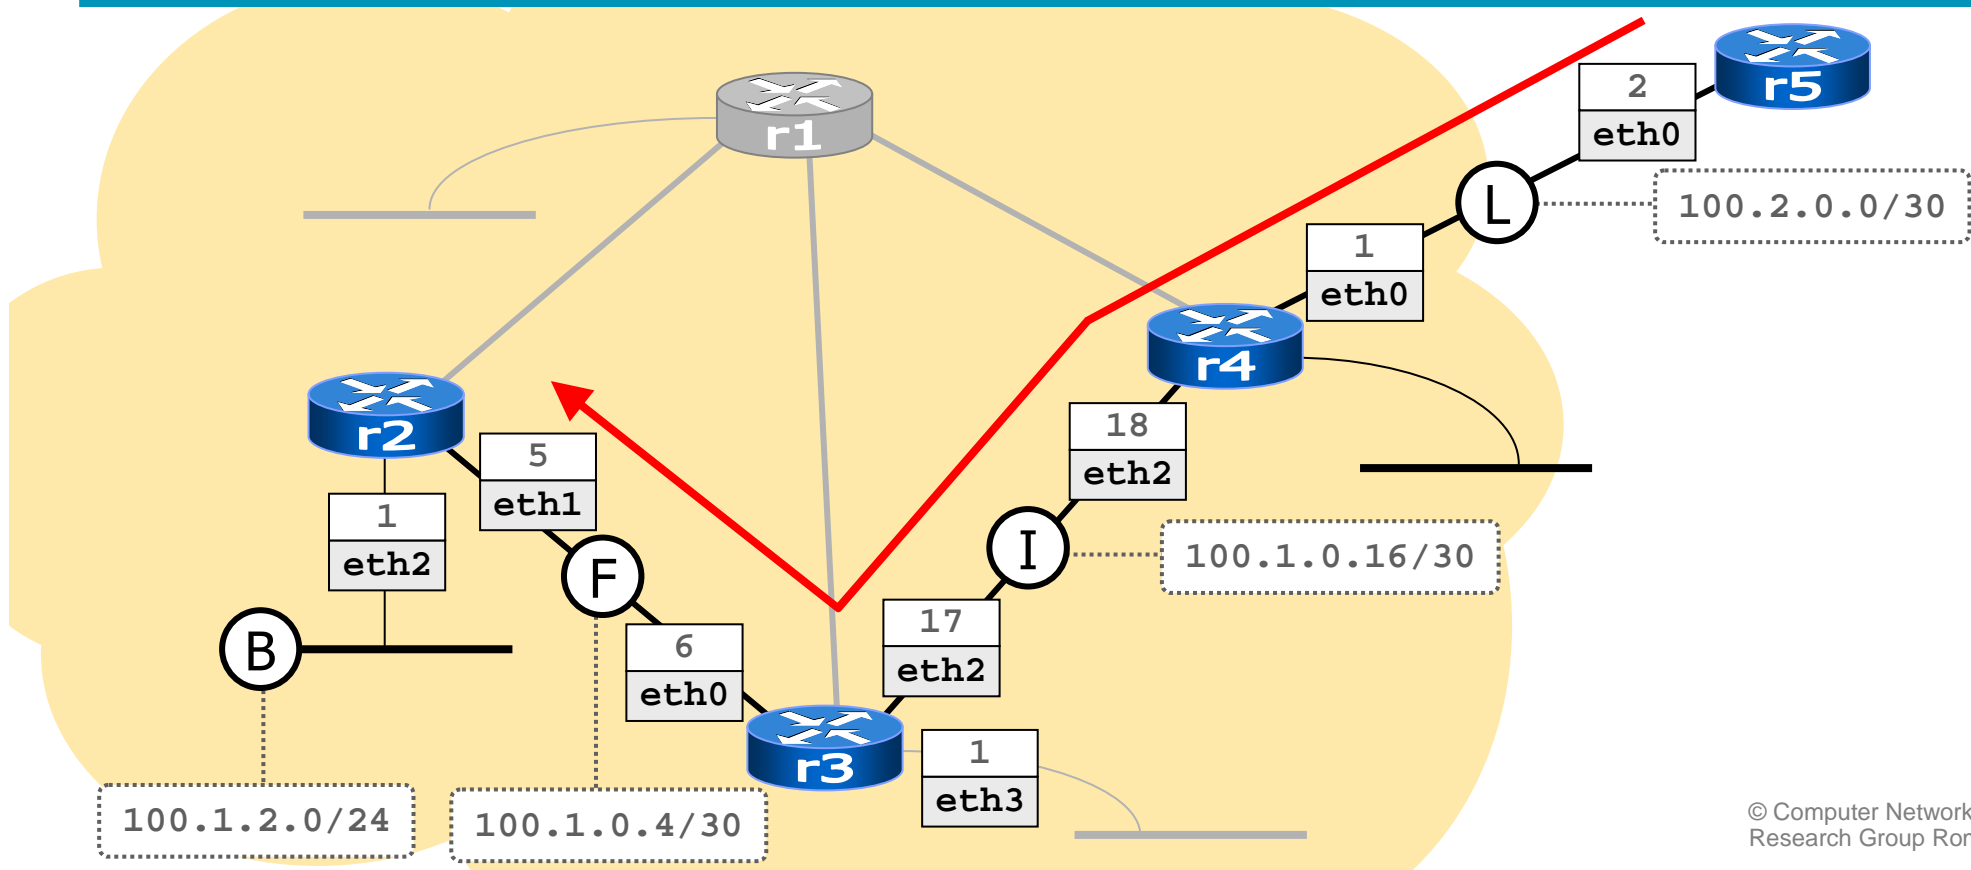 r1
2
eth0
r5
L
100.2.0.0/30
1
eth0
r4
18
eth2
r2
5
eth1
1
eth2
I
100.1.0.16/30
F
B
17
eth2
6
eth0
r3
1
eth3
100.1.2.0/24
100.1.0.4/30
© Computer Network
Research Group